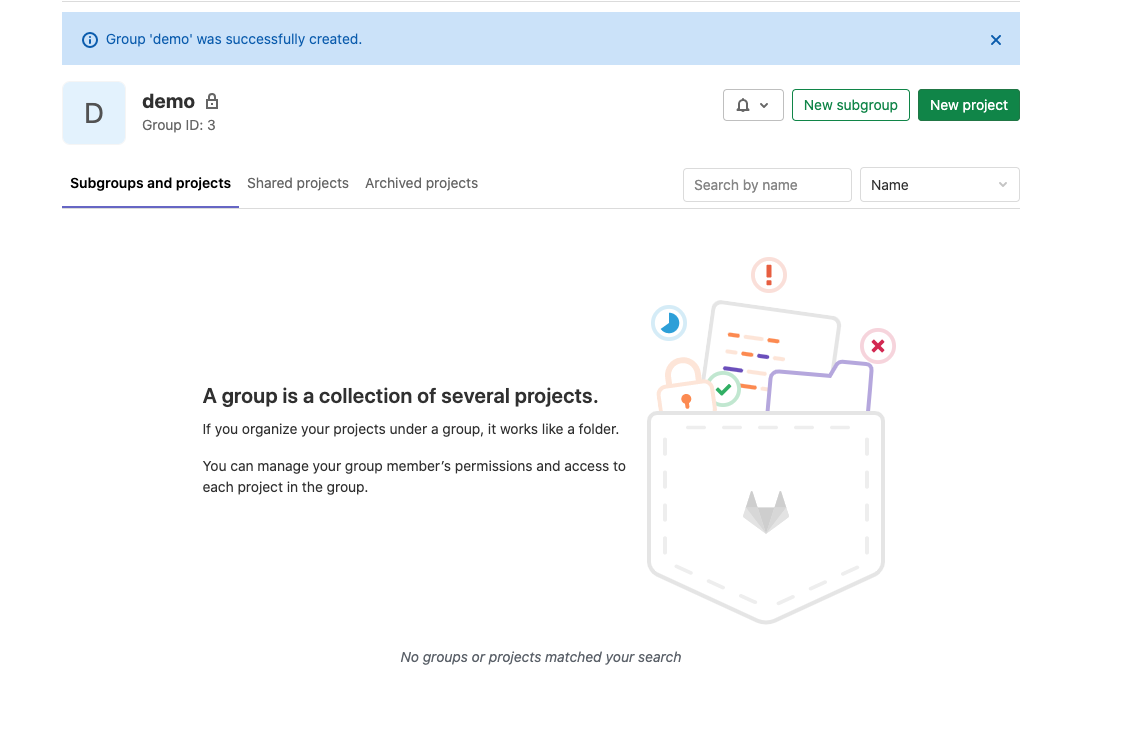 Group 'demo' was successfully created.
D
demo
Group ID: 3
New subgroup
New project
Subgroups and projects
Shared projects
Archived projects
Search by name
Name
A group is a collection of several projects.
If you organize your projects under a group, it works like a folder.
You can manage your group member’s permissions and access to
each project in the group.
No groups or projects matched your search